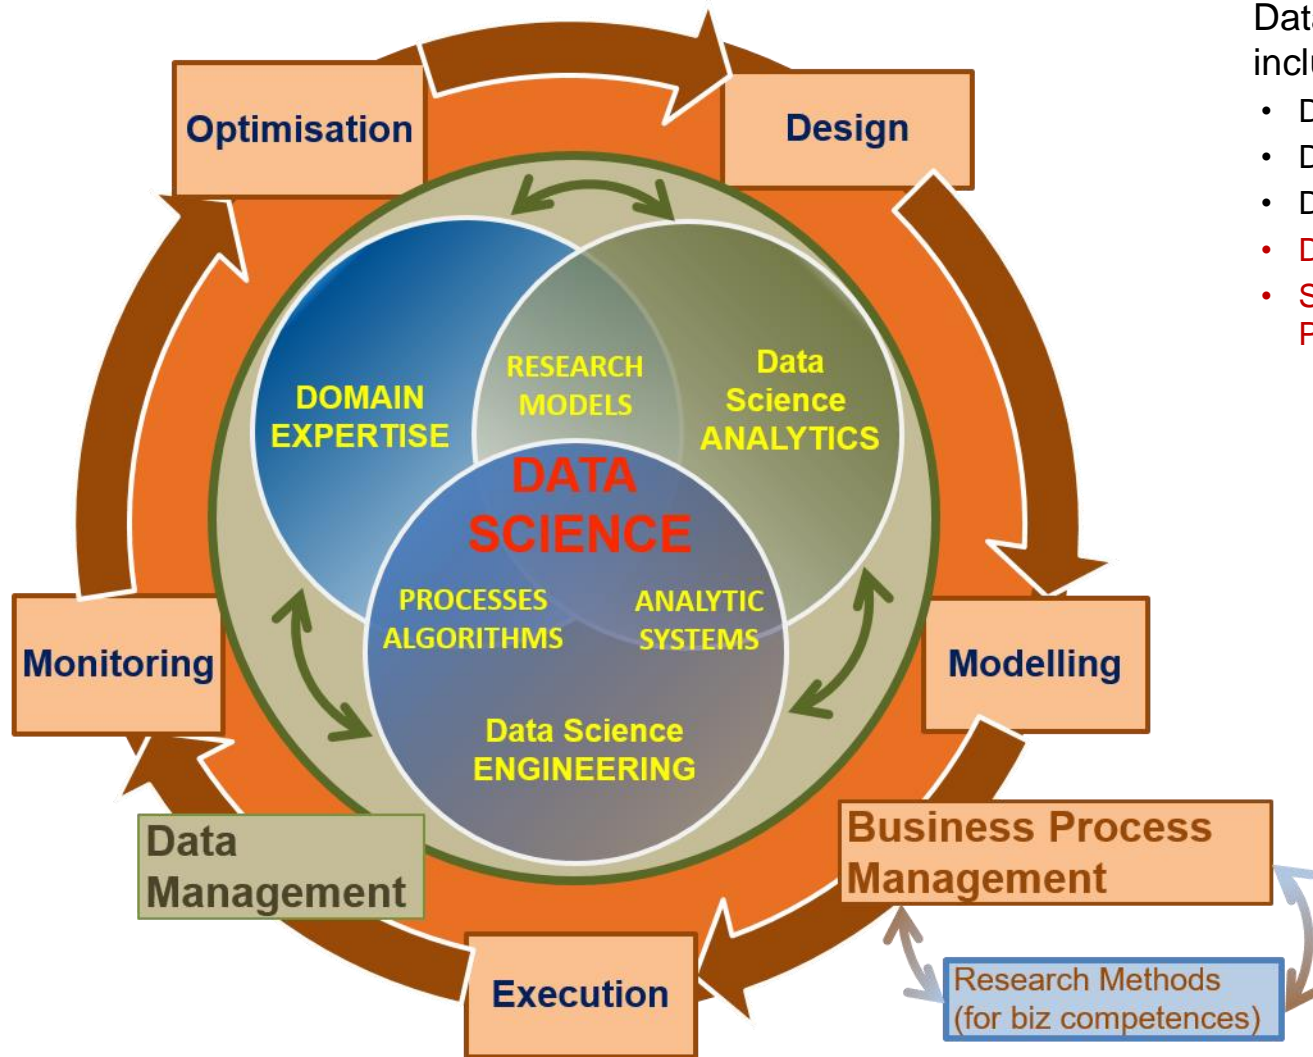 Optimisation
Design
DOMAIN
EXPERTISE
RESEARCH
MODELS
Data
Science
ANALYTICS
DATA
SCIENCE
PROCESSES
ALGORITHMS
ANALYTIC
SYSTEMS
Data Science
ENGINEERING
Monitoring
Modelling
Data
Management
Business Process
Management
Execution
Research Methods
(for biz competences)